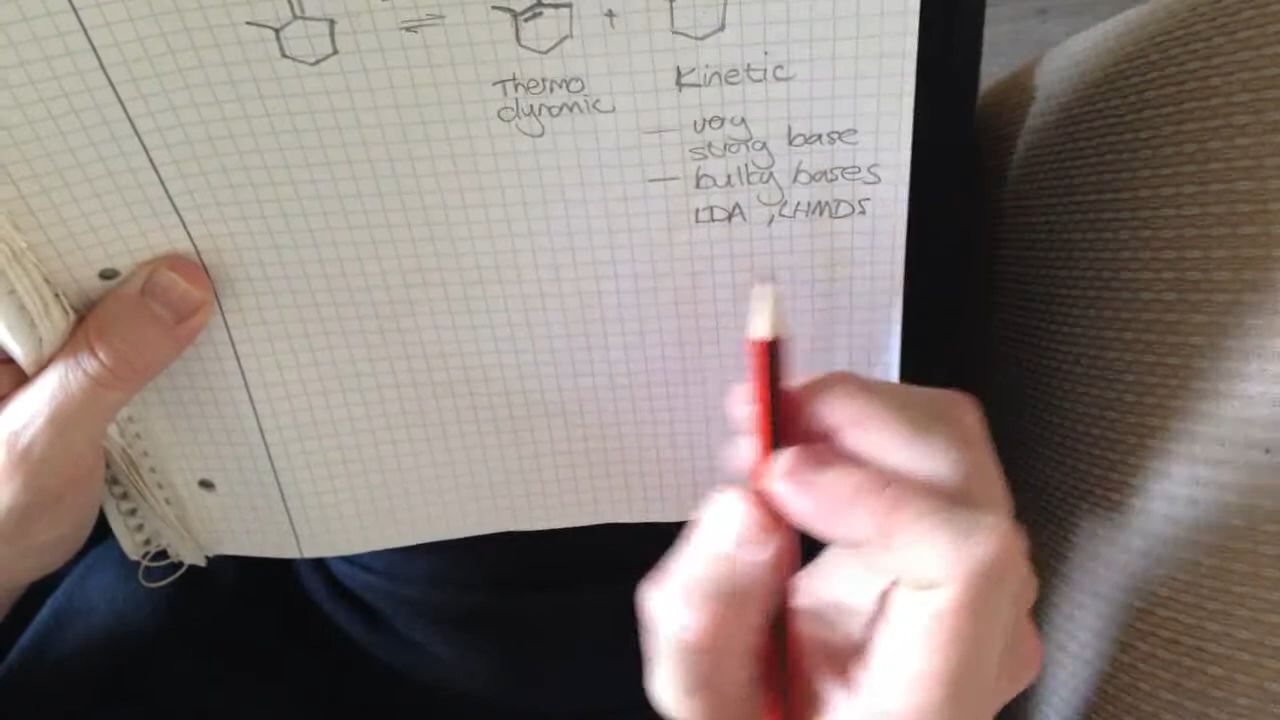 +
Thermo
dynamic
Kinetic
— very
strong base
— bulky bases
LDA , LHMDS